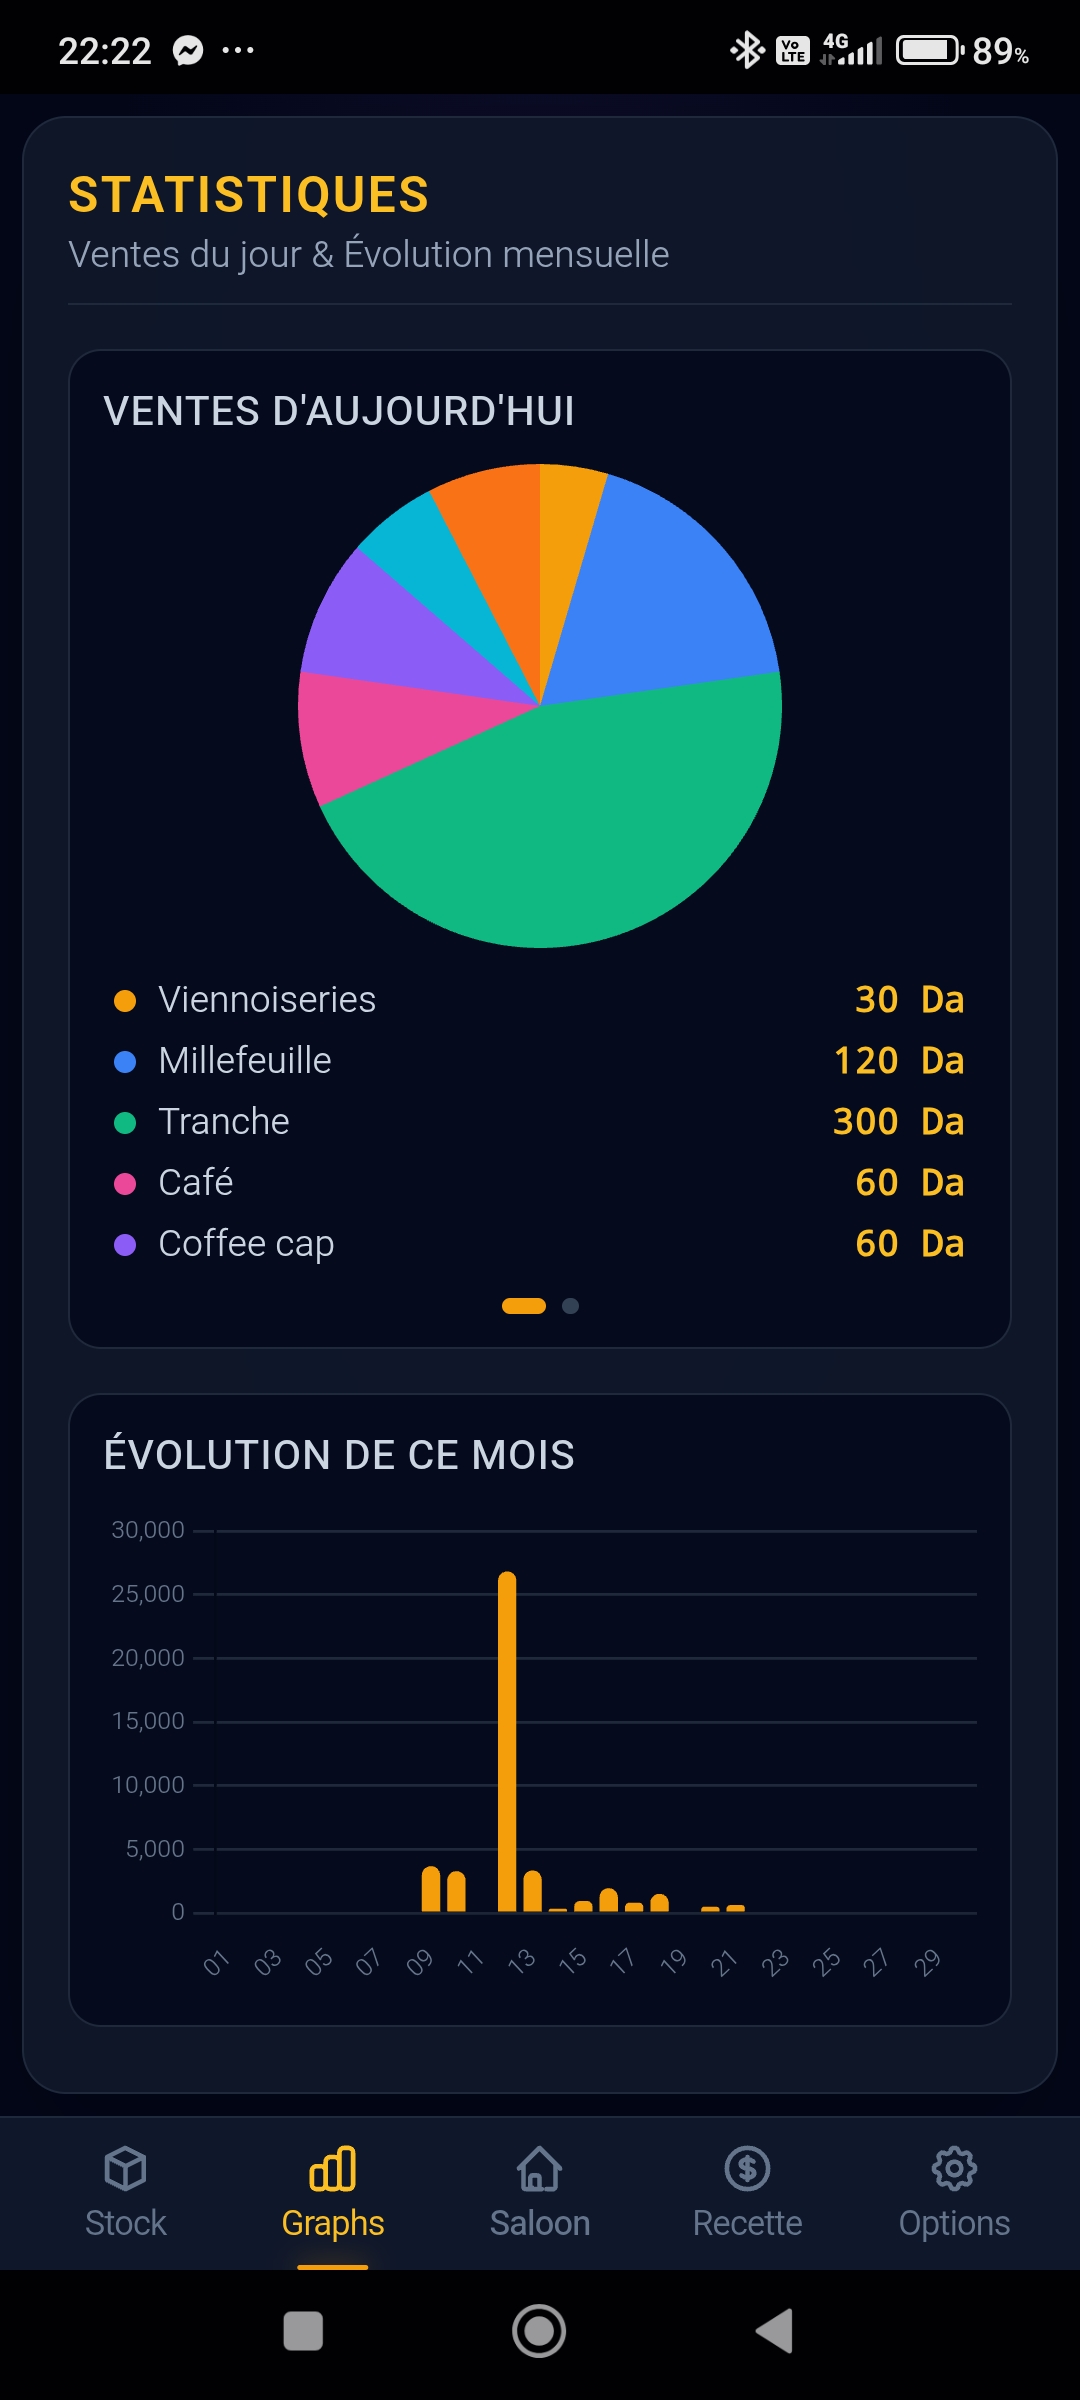 22:22
Vo LTE 4G 89%
STATISTIQUES
Ventes du jour & Évolution mensuelle
VENTES D'AUJOURD'HUI
Viennoiseries 30 Da
Millefeuille 120 Da
Tranche 300 Da
Café 60 Da
Coffee cap 60 Da
ÉVOLUTION DE CE MOIS
30,000
25,000
20,000
15,000
10,000
5,000
0
01 03 05 07 09 11 13 15 17 19 21 23 25 27 29
Stock Graphs Saloon Recette Options